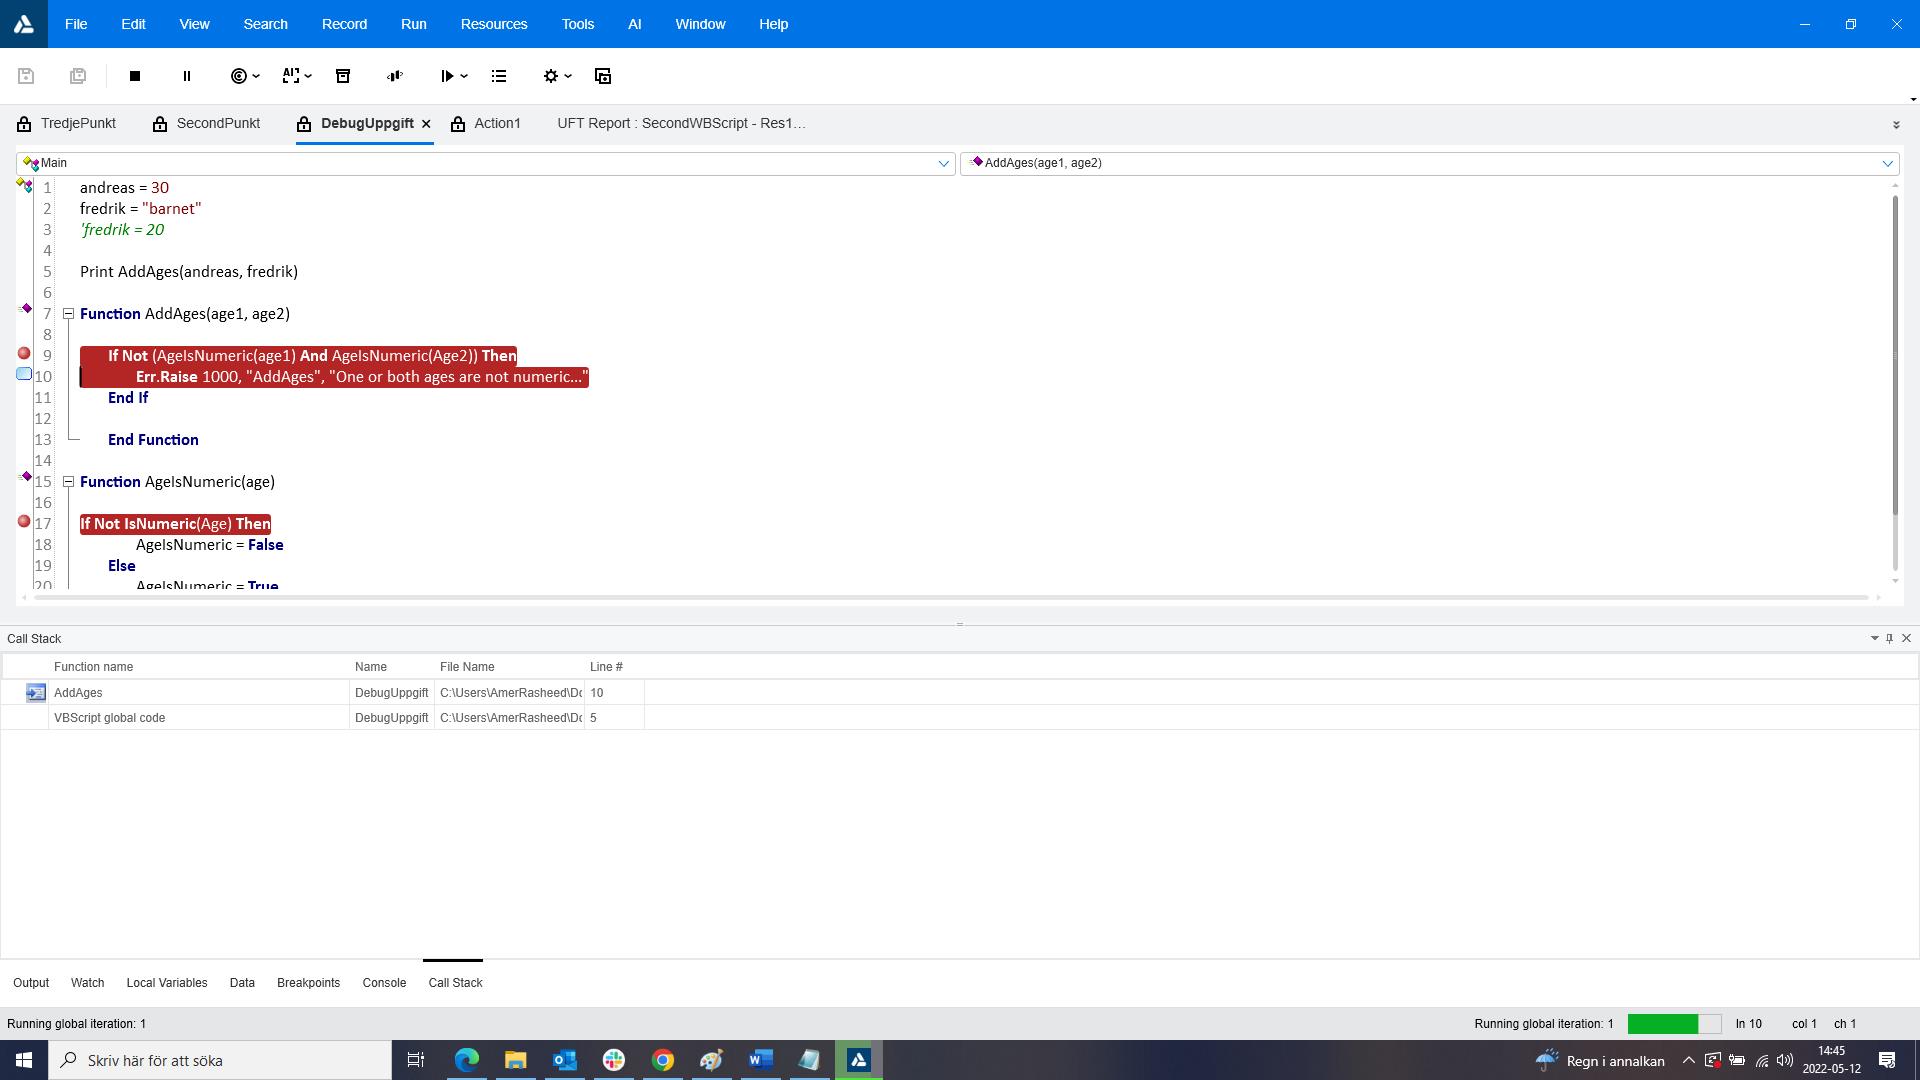 File Edit View Search Record Run Resources Tools AI Window Help
TredjePunkt SecondPunkt DebugUppgift Action1 UFT Report : SecondWBScript - Res1...
Main AddAges(age1, age2)
1 andreas = 30
2 fredrik = "barnet"
3 'fredrik = 20
4
5 Print AddAges(andreas, fredrik)
6
7 Function AddAges(age1, age2)
8
9 If Not (AgeIsNumeric(age1) And AgeIsNumeric(Age2)) Then
10 Err.Raise 1000, "AddAges", "One or both ages are not numeric..."
11 End If
12
13 End Function
14
15 Function AgeIsNumeric(age)
16
17 If Not IsNumeric(Age) Then
18 AgeIsNumeric = False
19 Else
20 AgeIsNumeric = True
Call Stack
Function name Name File Name Line #
AddAges DebugUppgift C:\Users\AmerRasheed\Dc 10
VBScript global code DebugUppgift C:\Users\AmerRasheed\Dc 5
Output Watch Local Variables Data Breakpoints Console Call Stack
Running global iteration: 1 Running global iteration: 1 ln 10 col 1 ch 1
Skriv här för att söka Regn i annalkan 14:45
2022-05-12